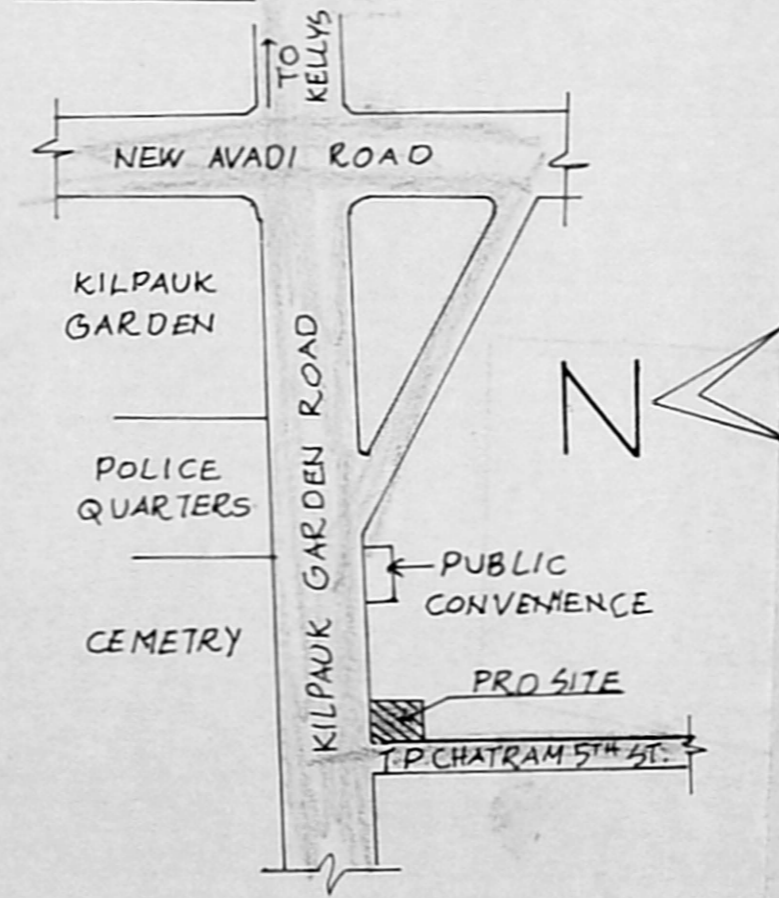 TO
KELLYS
NEW AVADI ROAD
KILPAUK
GARDEN
KILPAUK GARDEN ROAD
N
POLICE
QUARTERS
PUBLIC
CONVENIENCE
CEMETRY
PRO SITE
T.P. CHATRAM 5TH ST.